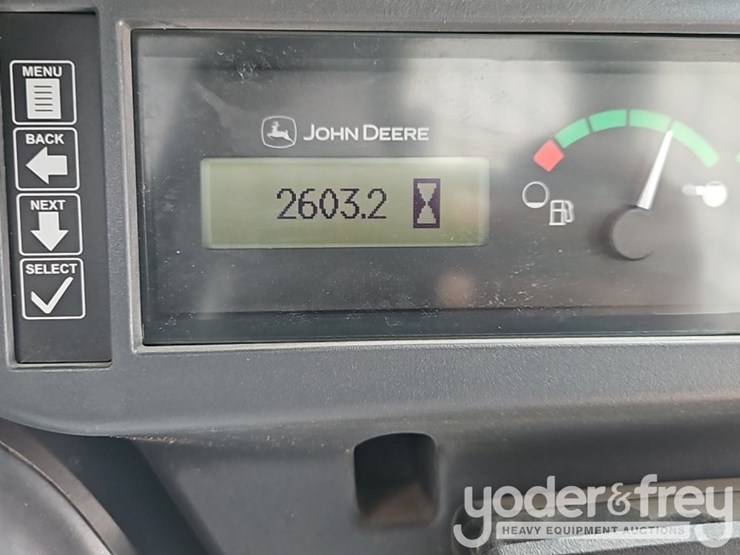 MENU
BACK
NEXT
SELECT
JOHN DEERE
2603.2
yoder&frey
HEAVY EQUIPMENT AUCTIONS